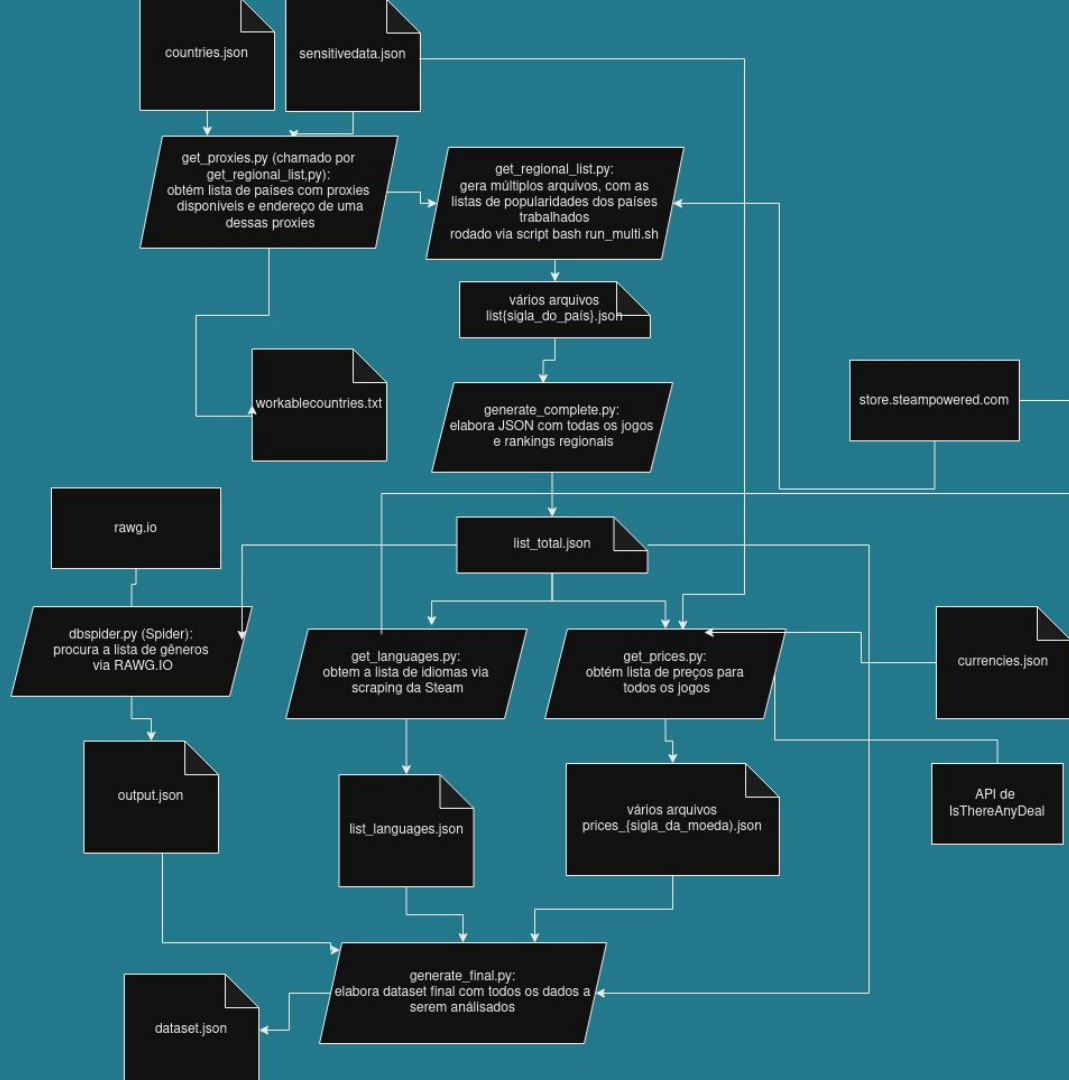 countries.json
sensitivedata.json
get_proxies.py (chamado por
get_regional_list,py):
obtém lista de países com proxies
disponíveis e endereço de uma
dessas proxies
get_regional_list.py:
gera múltiplos arquivos, com as
listas de popularidades dos países
trabalhados
rodado via script bash run_multi.sh
vários arquivos
list{sigla_do_país}.json
workablecountries.txt
generate_complete.py:
elabora JSON com todas os jogos
e rankings regionais
store.steampowered.com
rawg.io
list_total.json
dbspider.py (Spider):
procura a lista de gêneros
via RAWG.IO
get_languages.py:
obtem a lista de idiomas via
scraping da Steam
get_prices.py:
obtém lista de preços para
todos os jogos
currencies.json
output.json
list_languages.json
vários arquivos
prices_{sigla_da_moeda}.json
API de
IsThereAnyDeal
generate_final.py:
elabora dataset final com todos os dados a
serem análisados
dataset.json